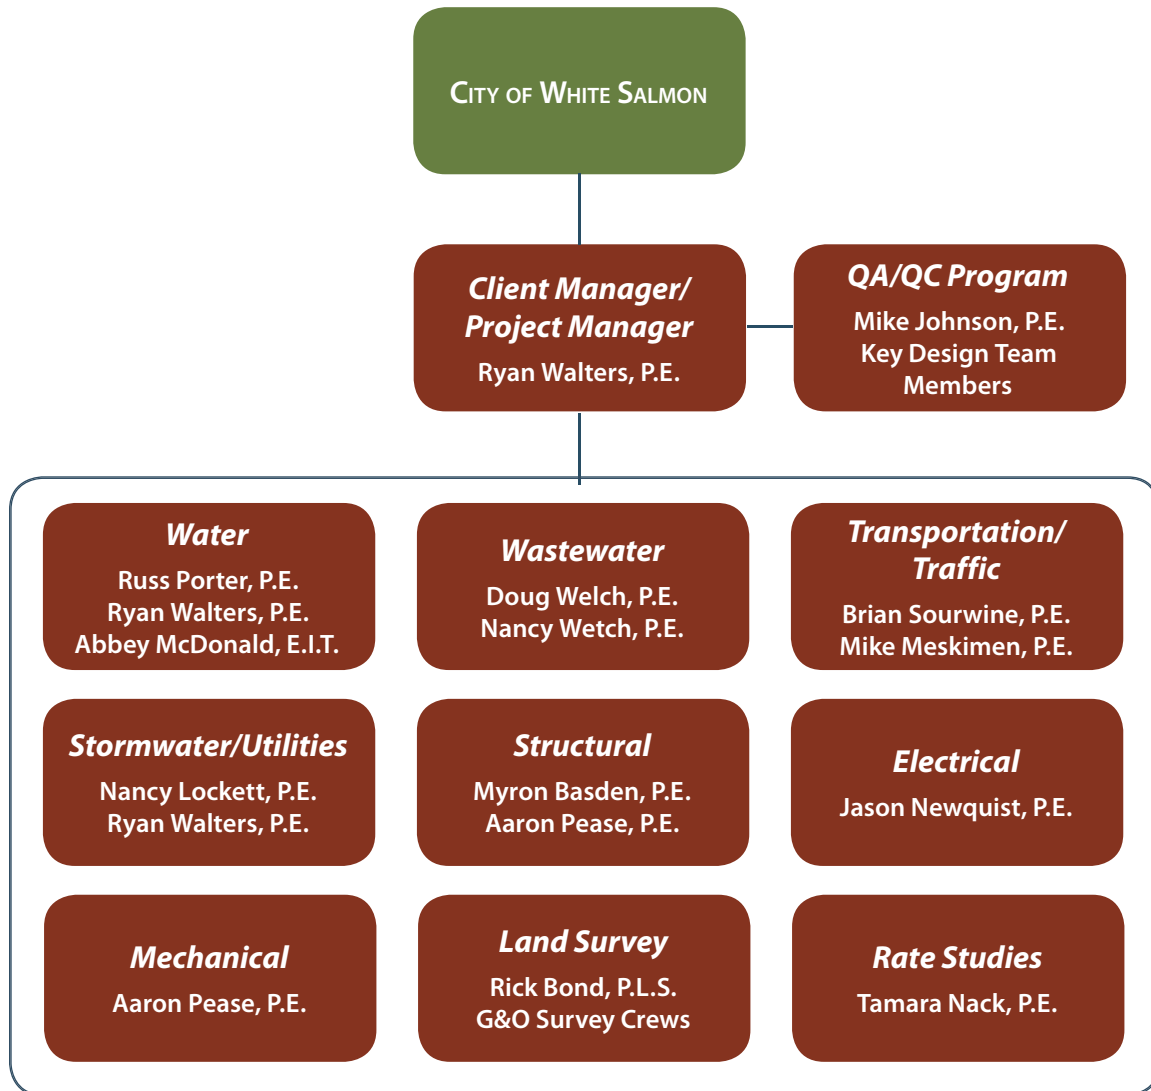 City of White Salmon
Client Manager/
Project Manager
Ryan Walters, P.E.
QA/QC Program
Mike Johnson, P.E.
Key Design Team
Members
Water
Russ Porter, P.E.
Ryan Walters, P.E.
Abbey McDonald, E.I.T.
Wastewater
Doug Welch, P.E.
Nancy Wetch, P.E.
Transportation/
Traffic
Brian Sourwine, P.E.
Mike Meskimen, P.E.
Stormwater/Utilities
Nancy Lockett, P.E.
Ryan Walters, P.E.
Structural
Myron Basden, P.E.
Aaron Pease, P.E.
Electrical
Jason Newquist, P.E.
Mechanical
Aaron Pease, P.E.
Land Survey
Rick Bond, P.L.S.
G&O Survey Crews
Rate Studies
Tamara Nack, P.E.